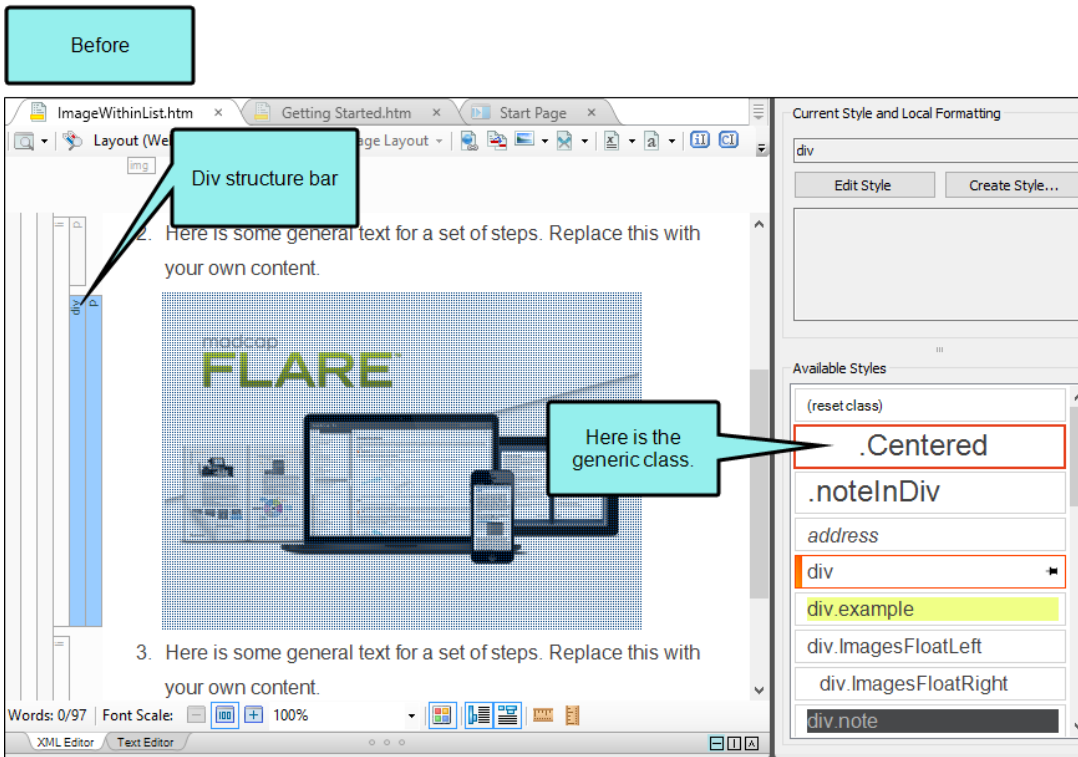 Before
ImageWithinList.htm × Getting Started.htm × Start Page ×
Layout (We age Layout
img
Div structure bar
2. Here is some general text for a set of steps. Replace this with
your own content.
li p
div p
madcap
FLARE
Here is the
generic class.
li
3. Here is some general text for a set of steps. Replace this with
your own content.
Words: 0/97 Font Scale: 100 100%
XML Editor Text Editor
Current Style and Local Formatting
div
Edit Style Create Style...
Available Styles
(reset class)
.Centered
.noteInDiv
address
div
div.example
div.ImagesFloatLeft
div.ImagesFloatRight
div.note